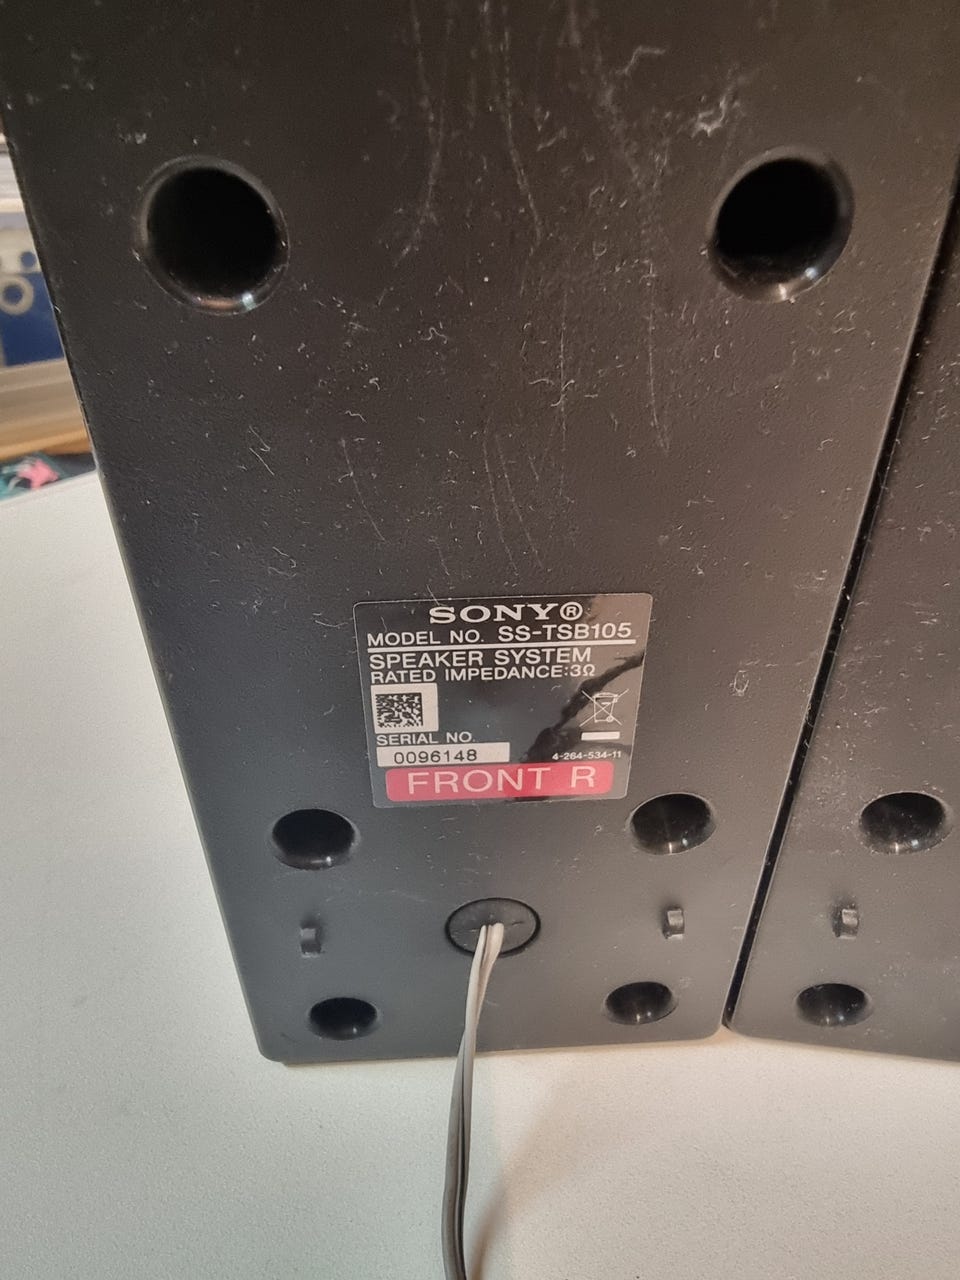 SONY®
MODEL NO. SS-TSB105
SPEAKER SYSTEM
RATED IMPEDANCE:3Ω
SERIAL NO.
0096148
4-264-534-11
FRONT R